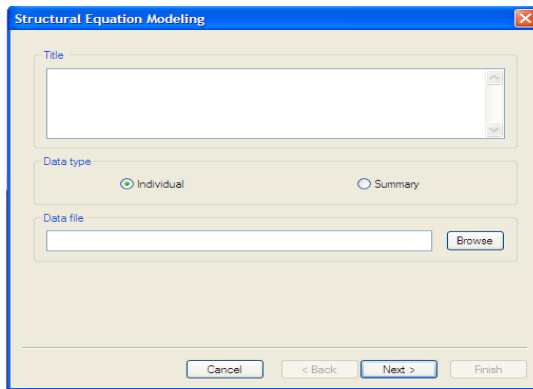 Structural Equation Modeling
Title
Data type
Individual Summary
Data file
Browse
Cancel < Back Next > Finish